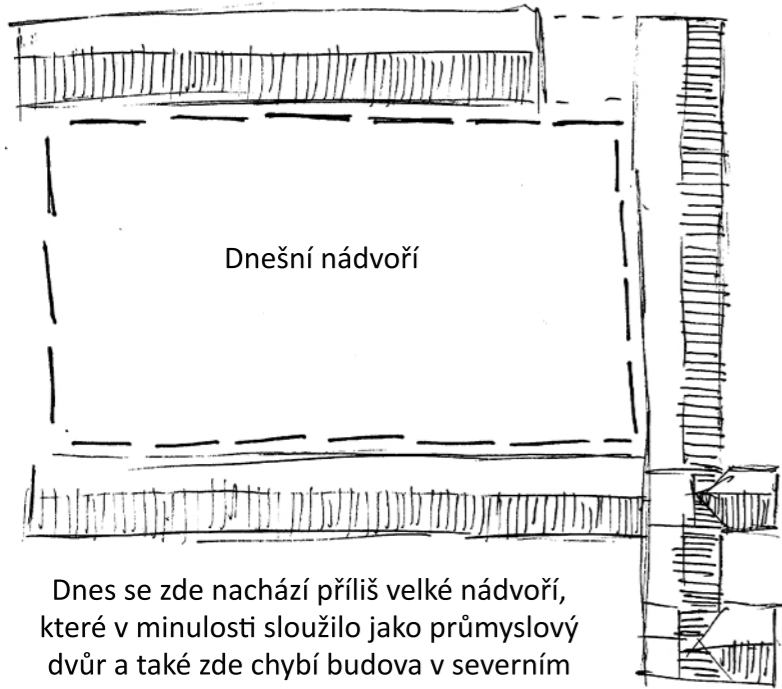 Dnešní nádvoří
Dnes se zde nachází příliš velké nádvoří,
které v minulosti sloužilo jako průmyslový
dvůr a také zde chybí budova v severním